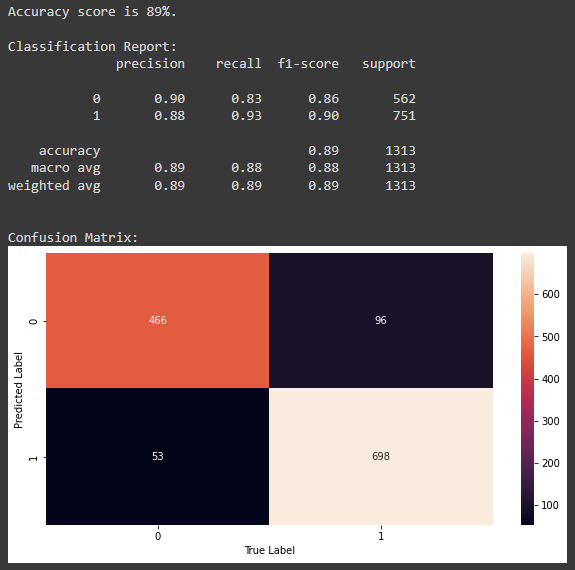 Accuracy score is 89%.
Classification Report:
precision recall f1-score support
0 0.90 0.83 0.86 562
1 0.88 0.93 0.90 751
accuracy 0.89 1313
macro avg 0.89 0.88 0.88 1313
weighted avg 0.89 0.89 0.89 1313
Confusion Matrix:
Predicted Label
0 466 96
1 53 698
0 1
True Label
600
500
400
300
200
100